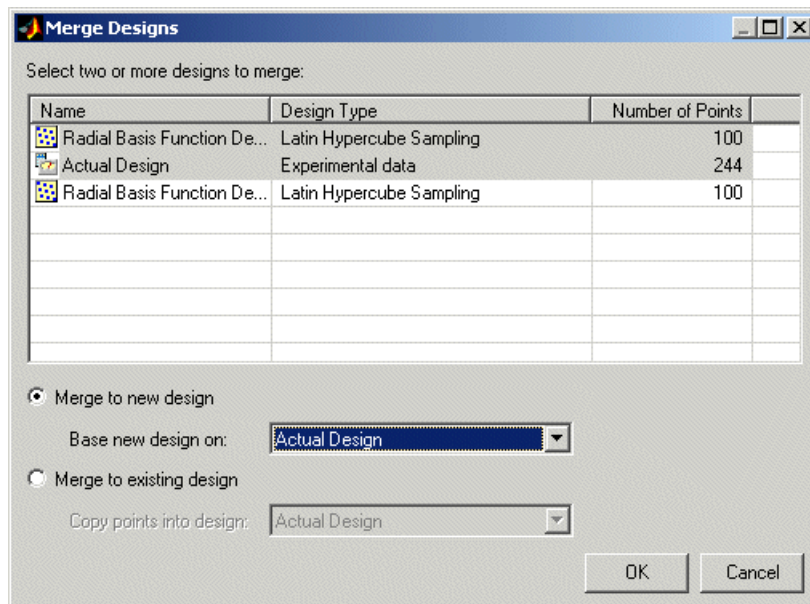 Merge Designs
Select two or more designs to merge:
Name Design Type Number of Points
Radial Basis Function De... Latin Hypercube Sampling 100
Actual Design Experimental data 244
Radial Basis Function De... Latin Hypercube Sampling 100
Merge to new design
Base new design on: Actual Design
Merge to existing design
Copy points into design: Actual Design
OK Cancel